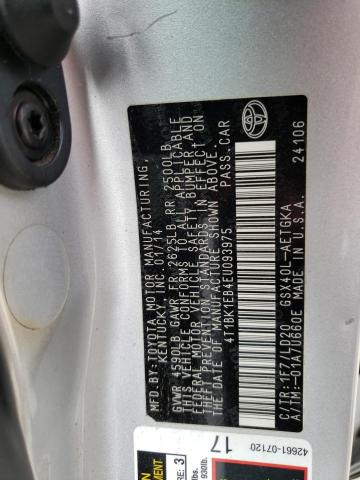 MFD. BY: TOYOTA MOTOR MANUFACTURING,
KENTUCKY, INC. 01/14
GVWR 4590LB GAWR FR 2625LB RR 2500LB
THIS VEHICLE CONFORMS TO ALL APPLICABLE
FEDERAL MOTOR VEHICLE SAFETY, BUMPER, AND
THEFT PREVENTION STANDARDS IN EFFECT ON
THE DATE OF MANUFACTURE SHOWN ABOVE.
4T1BK1EB4EU093975 PASS.CAR
C/TR:1F7/LD20 GSX40L-AETGKA
A/TM:-01A/U660E MADE IN U.S.A.
24106
42661-07120
17
3
930lb.